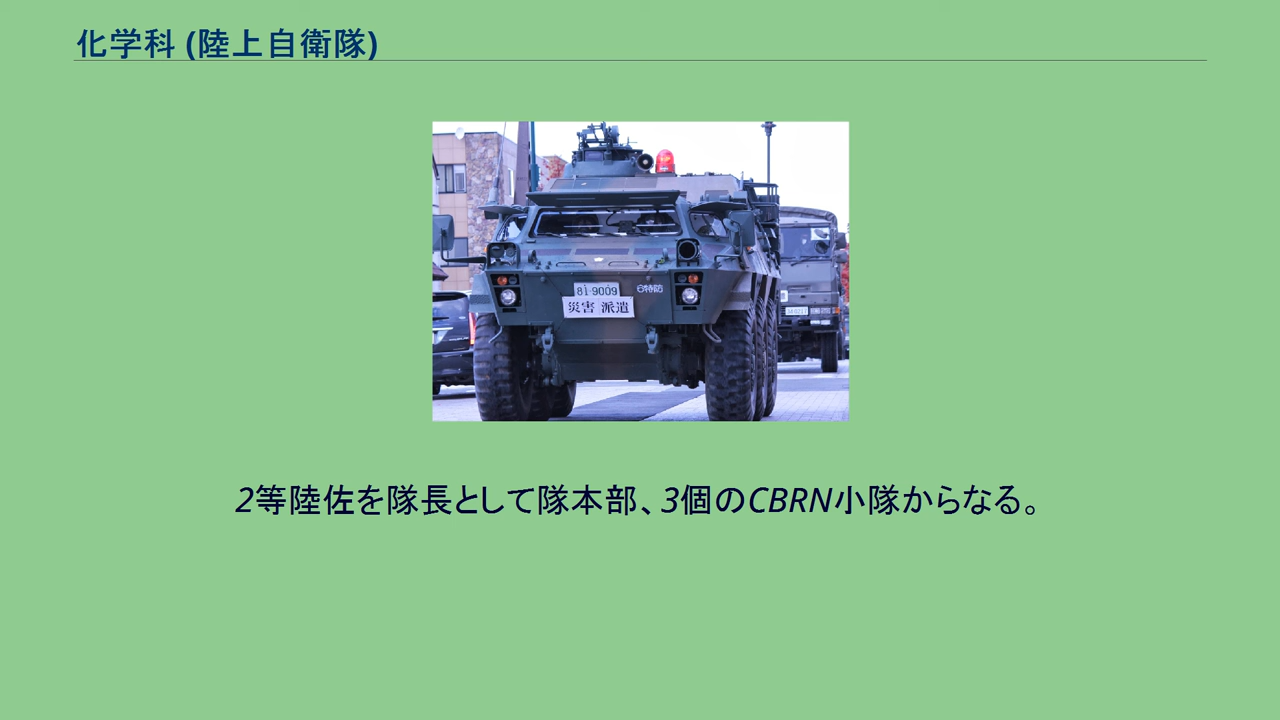 化学科 (陸上自衛隊)
81-9009
災害 派遣
2等陸佐を隊長として隊本部、3個のCBRN小隊からなる。